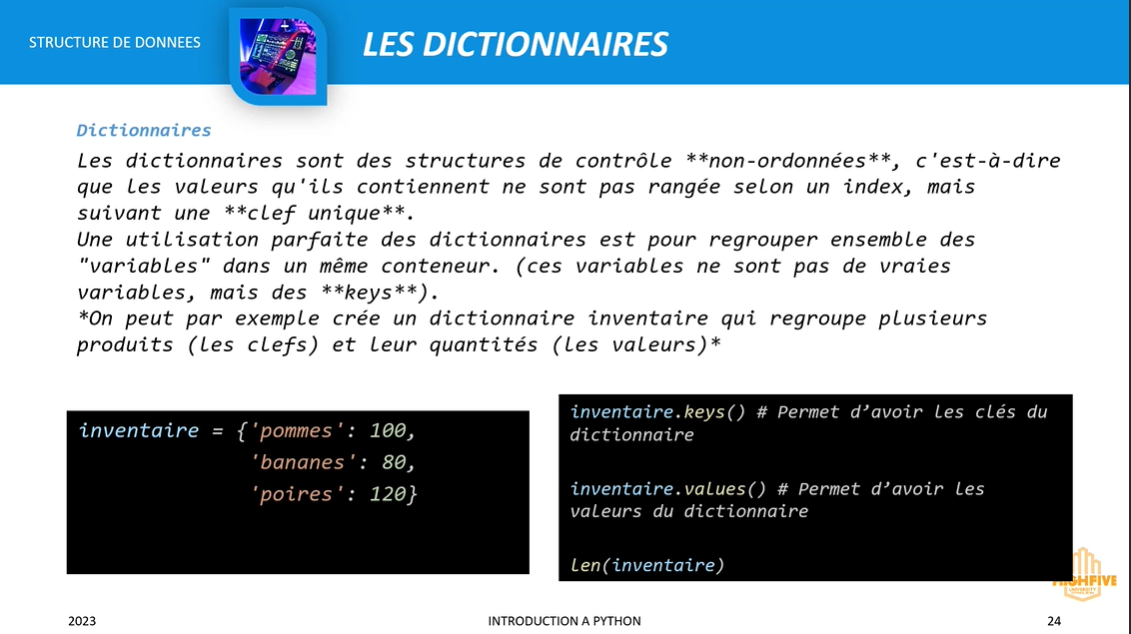 STRUCTURE DE DONNEES
LES DICTIONNAIRES
Dictionnaires
Les dictionnaires sont des structures de contrôle **non-ordonnées**, c'est-à-dire
que les valeurs qu'ils contiennent ne sont pas rangée selon un index, mais
suivant une **clef unique**.
Une utilisation parfaite des dictionnaires est pour regrouper ensemble des
"variables" dans un même conteneur. (ces variables ne sont pas de vraies
variables, mais des **keys**).
*On peut par exemple crée un dictionnaire inventaire qui regroupe plusieurs
produits (les clefs) et leur quantités (les valeurs)*
inventaire = {'pommes': 100,
'bananes': 80,
'poires': 120}
inventaire.keys() # Permet d’avoir les clés du
dictionnaire
inventaire.values() # Permet d’avoir les
valeurs du dictionnaire
len(inventaire)
HIGHFIVE
UNIVERSITY
2023
INTRODUCTION A PYTHON
24